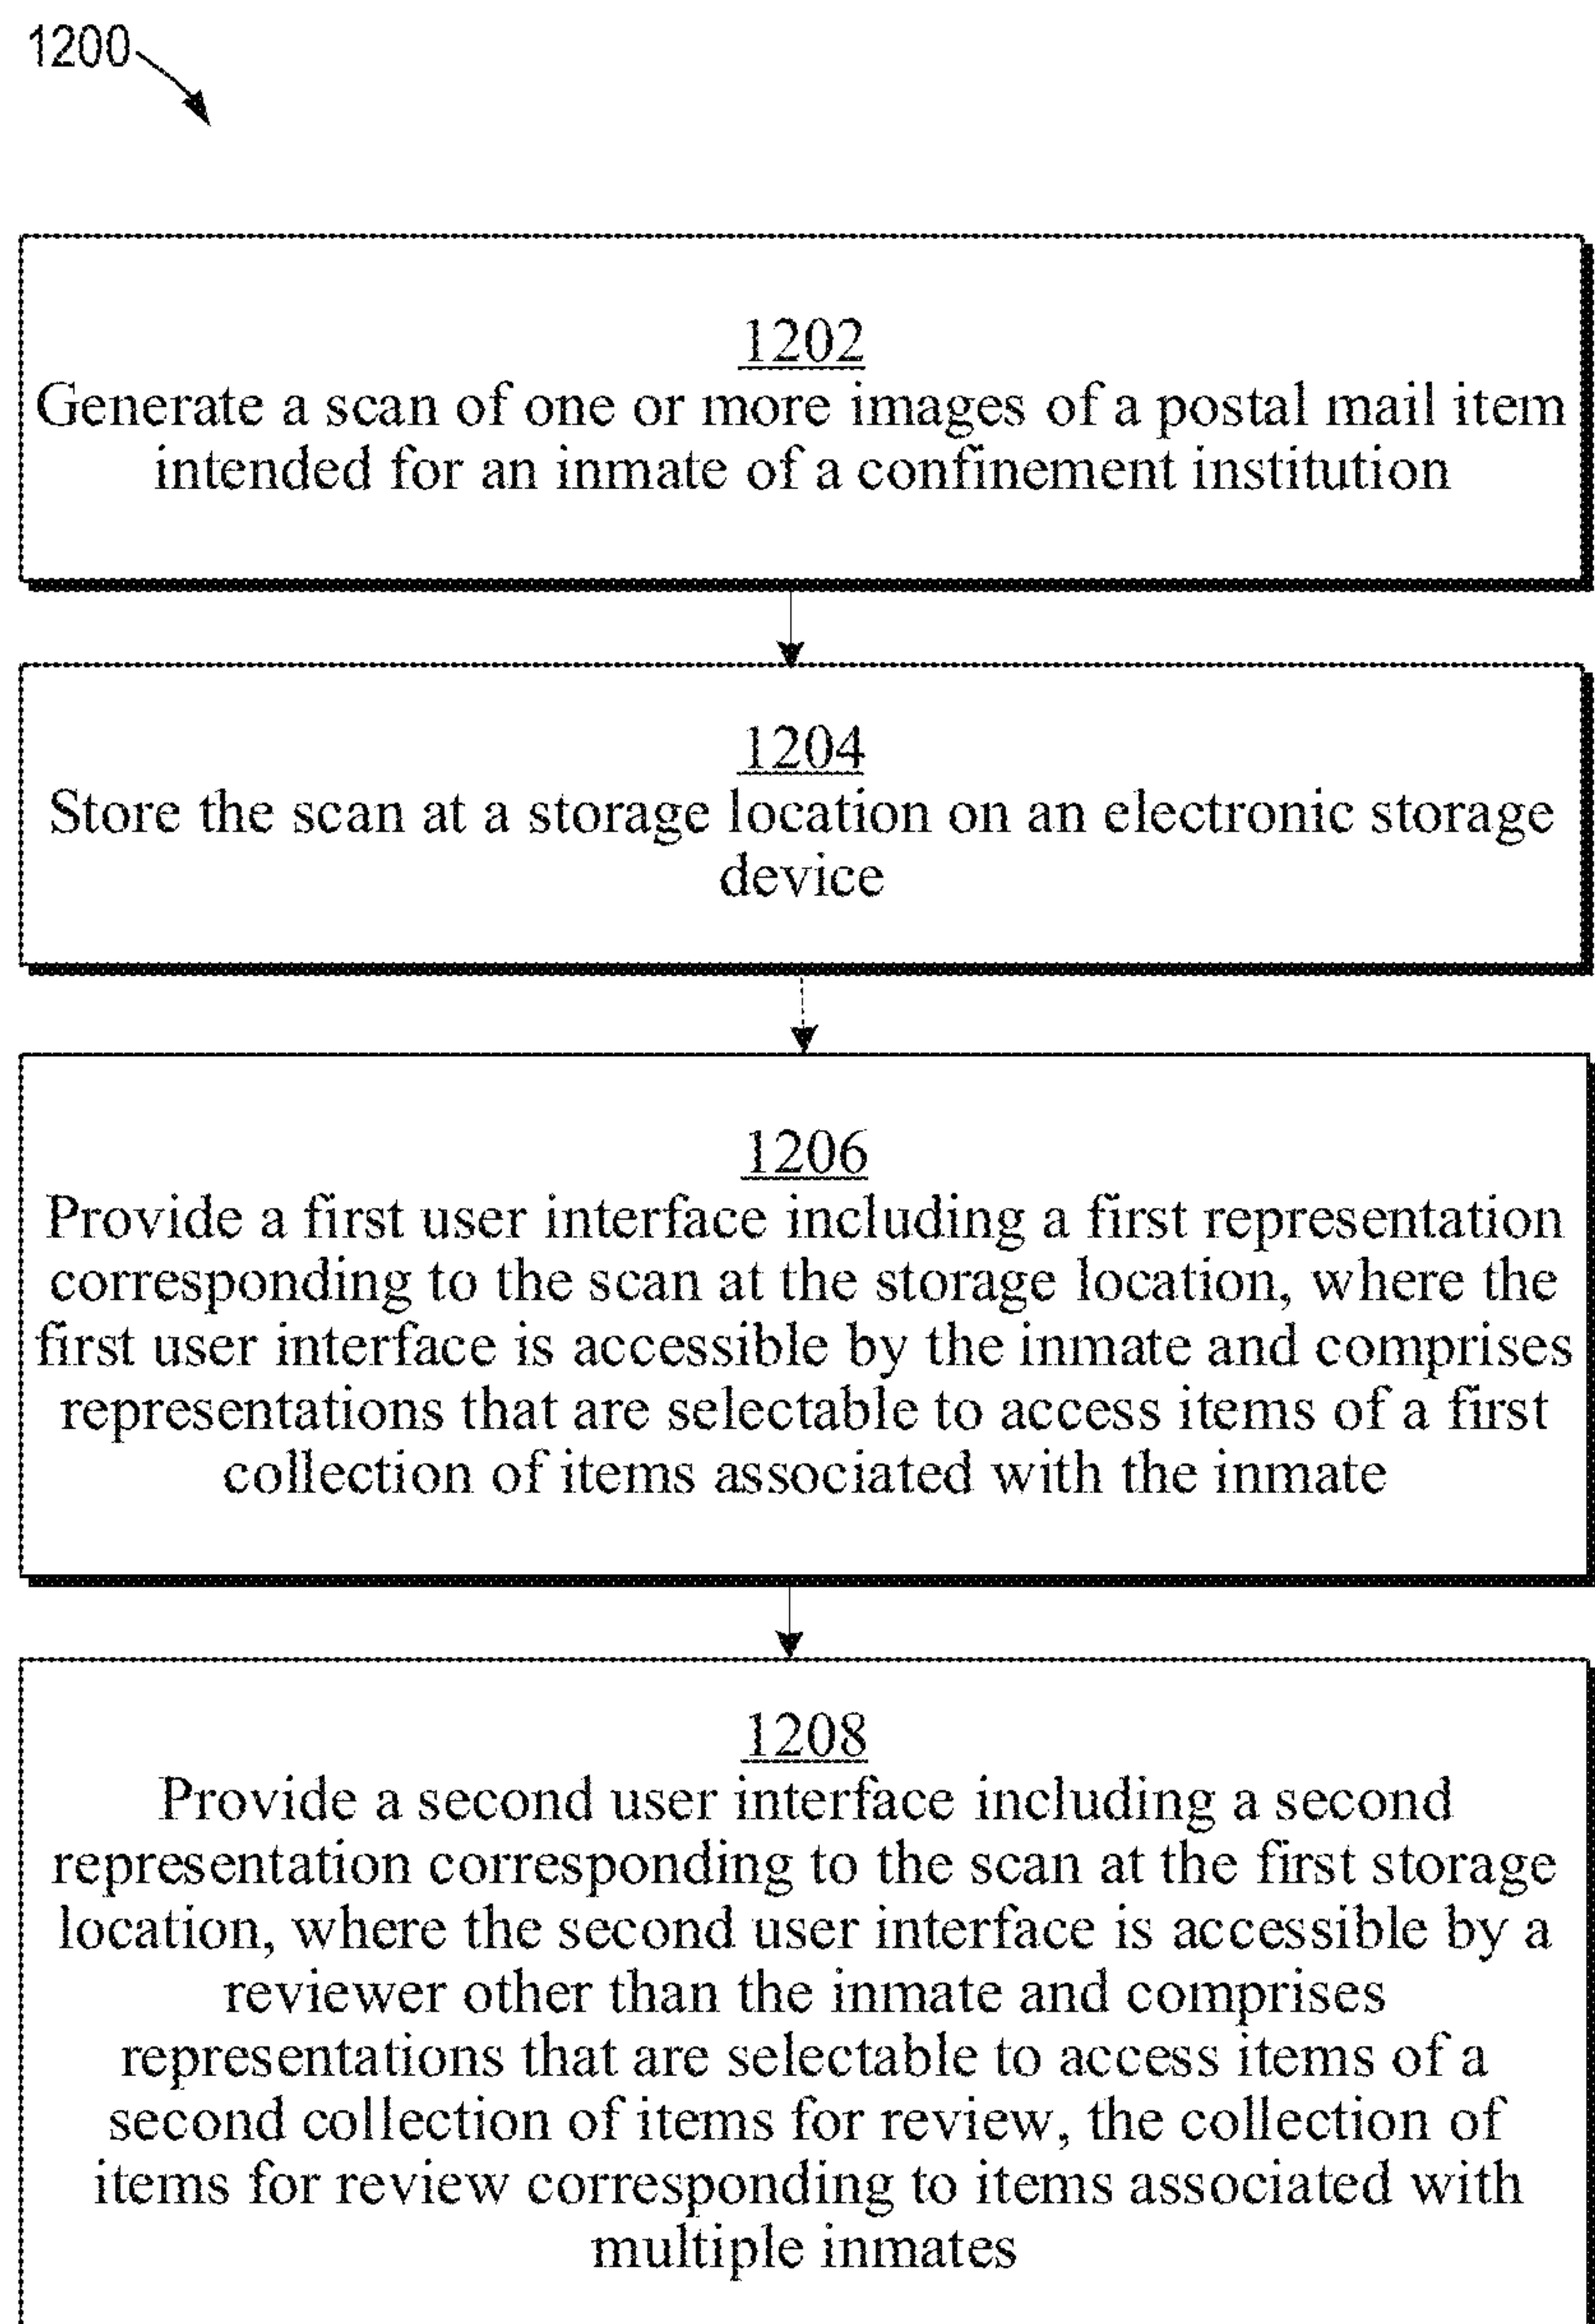 1200
1202
Generate a scan of one or more images of a postal mail item
intended for an inmate of a confinement institution
1204
Store the scan at a storage location on an electronic storage
device
1206
Provide a first user interface including a first representation
corresponding to the scan at the storage location, where the
first user interface is accessible by the inmate and comprises
representations that are selectable to access items of a first
collection of items associated with the inmate
1208
Provide a second user interface including a second
representation corresponding to the scan at the first storage
location, where the second user interface is accessible by a
reviewer other than the inmate and comprises
representations that are selectable to access items of a
second collection of items for review, the collection of
items for review corresponding to items associated with
multiple inmates